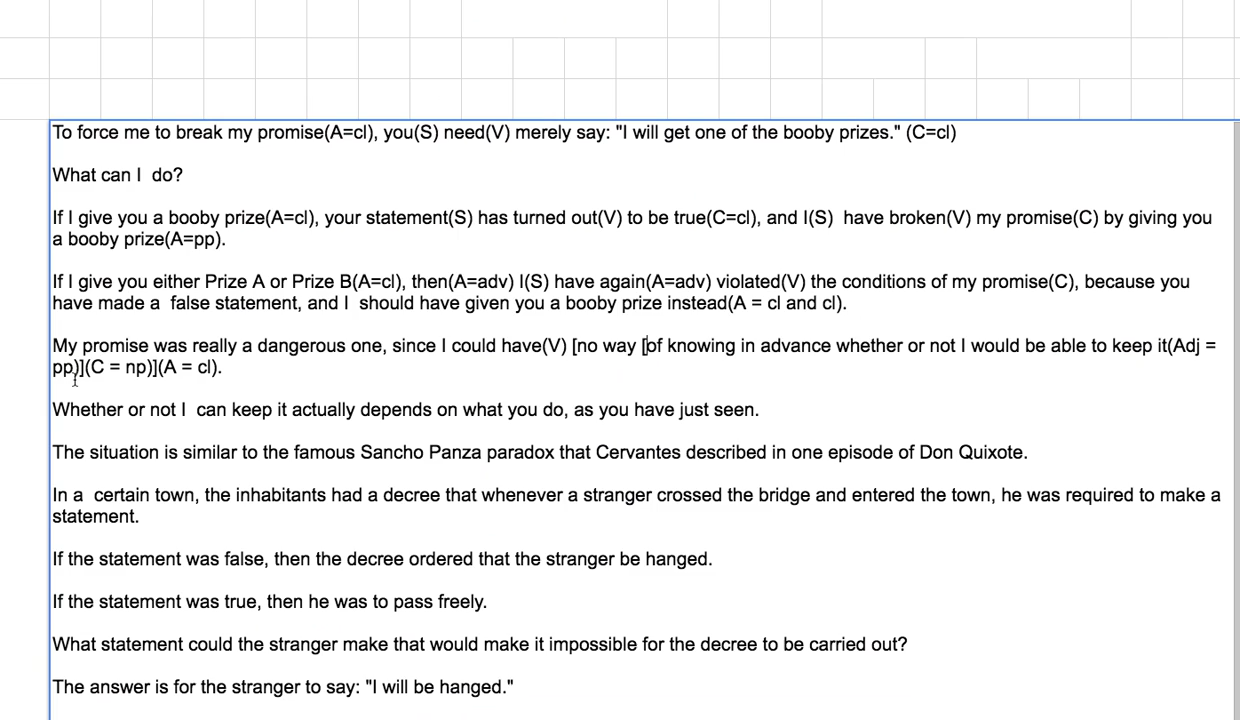 To force me to break my promise(A=cl), you(S) need(V) merely say: "I will get one of the booby prizes." (C=cl)
What can I  do?
If I give you a booby prize(A=cl), your statement(S) has turned out(V) to be true(C=cl), and I(S)  have broken(V) my promise(C) by giving you
a booby prize(A=pp).
If I give you either Prize A or Prize B(A=cl), then(A=adv) I(S) have again(A=adv) violated(V) the conditions of my promise(C), because you
have made a  false statement, and I  should have given you a booby prize instead(A = cl and cl).
My promise was really a dangerous one, since I could have(V) [no way [of knowing in advance whether or not I would be able to keep it(Adj =
pp)](C = np)](A = cl).
Whether or not I  can keep it actually depends on what you do, as you have just seen.
The situation is similar to the famous Sancho Panza paradox that Cervantes described in one episode of Don Quixote.
In a  certain town, the inhabitants had a decree that whenever a stranger crossed the bridge and entered the town, he was required to make a
statement.
If the statement was false, then the decree ordered that the stranger be hanged.
If the statement was true, then he was to pass freely.
What statement could the stranger make that would make it impossible for the decree to be carried out?
The answer is for the stranger to say: "I will be hanged."